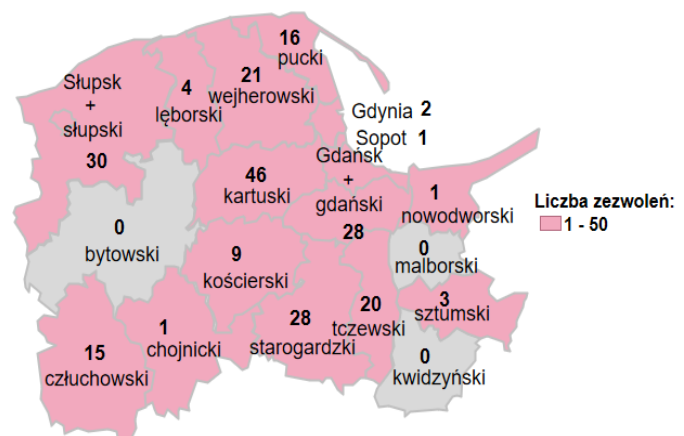 16
pucki
Słupsk
+
słupski
30
4
lęborski
21
wejherowski
Gdynia 2
Sopot 1
Gdańsk
+
gdański
28
46
kartuski
1
nowodworski
Liczba zezwoleń:
1 - 50
0
bytowski
9
kościerski
0
malborski
3
sztumski
20
tczewski
28
starogardzki
1
chojnicki
15
człuchowski
0
kwidzyński